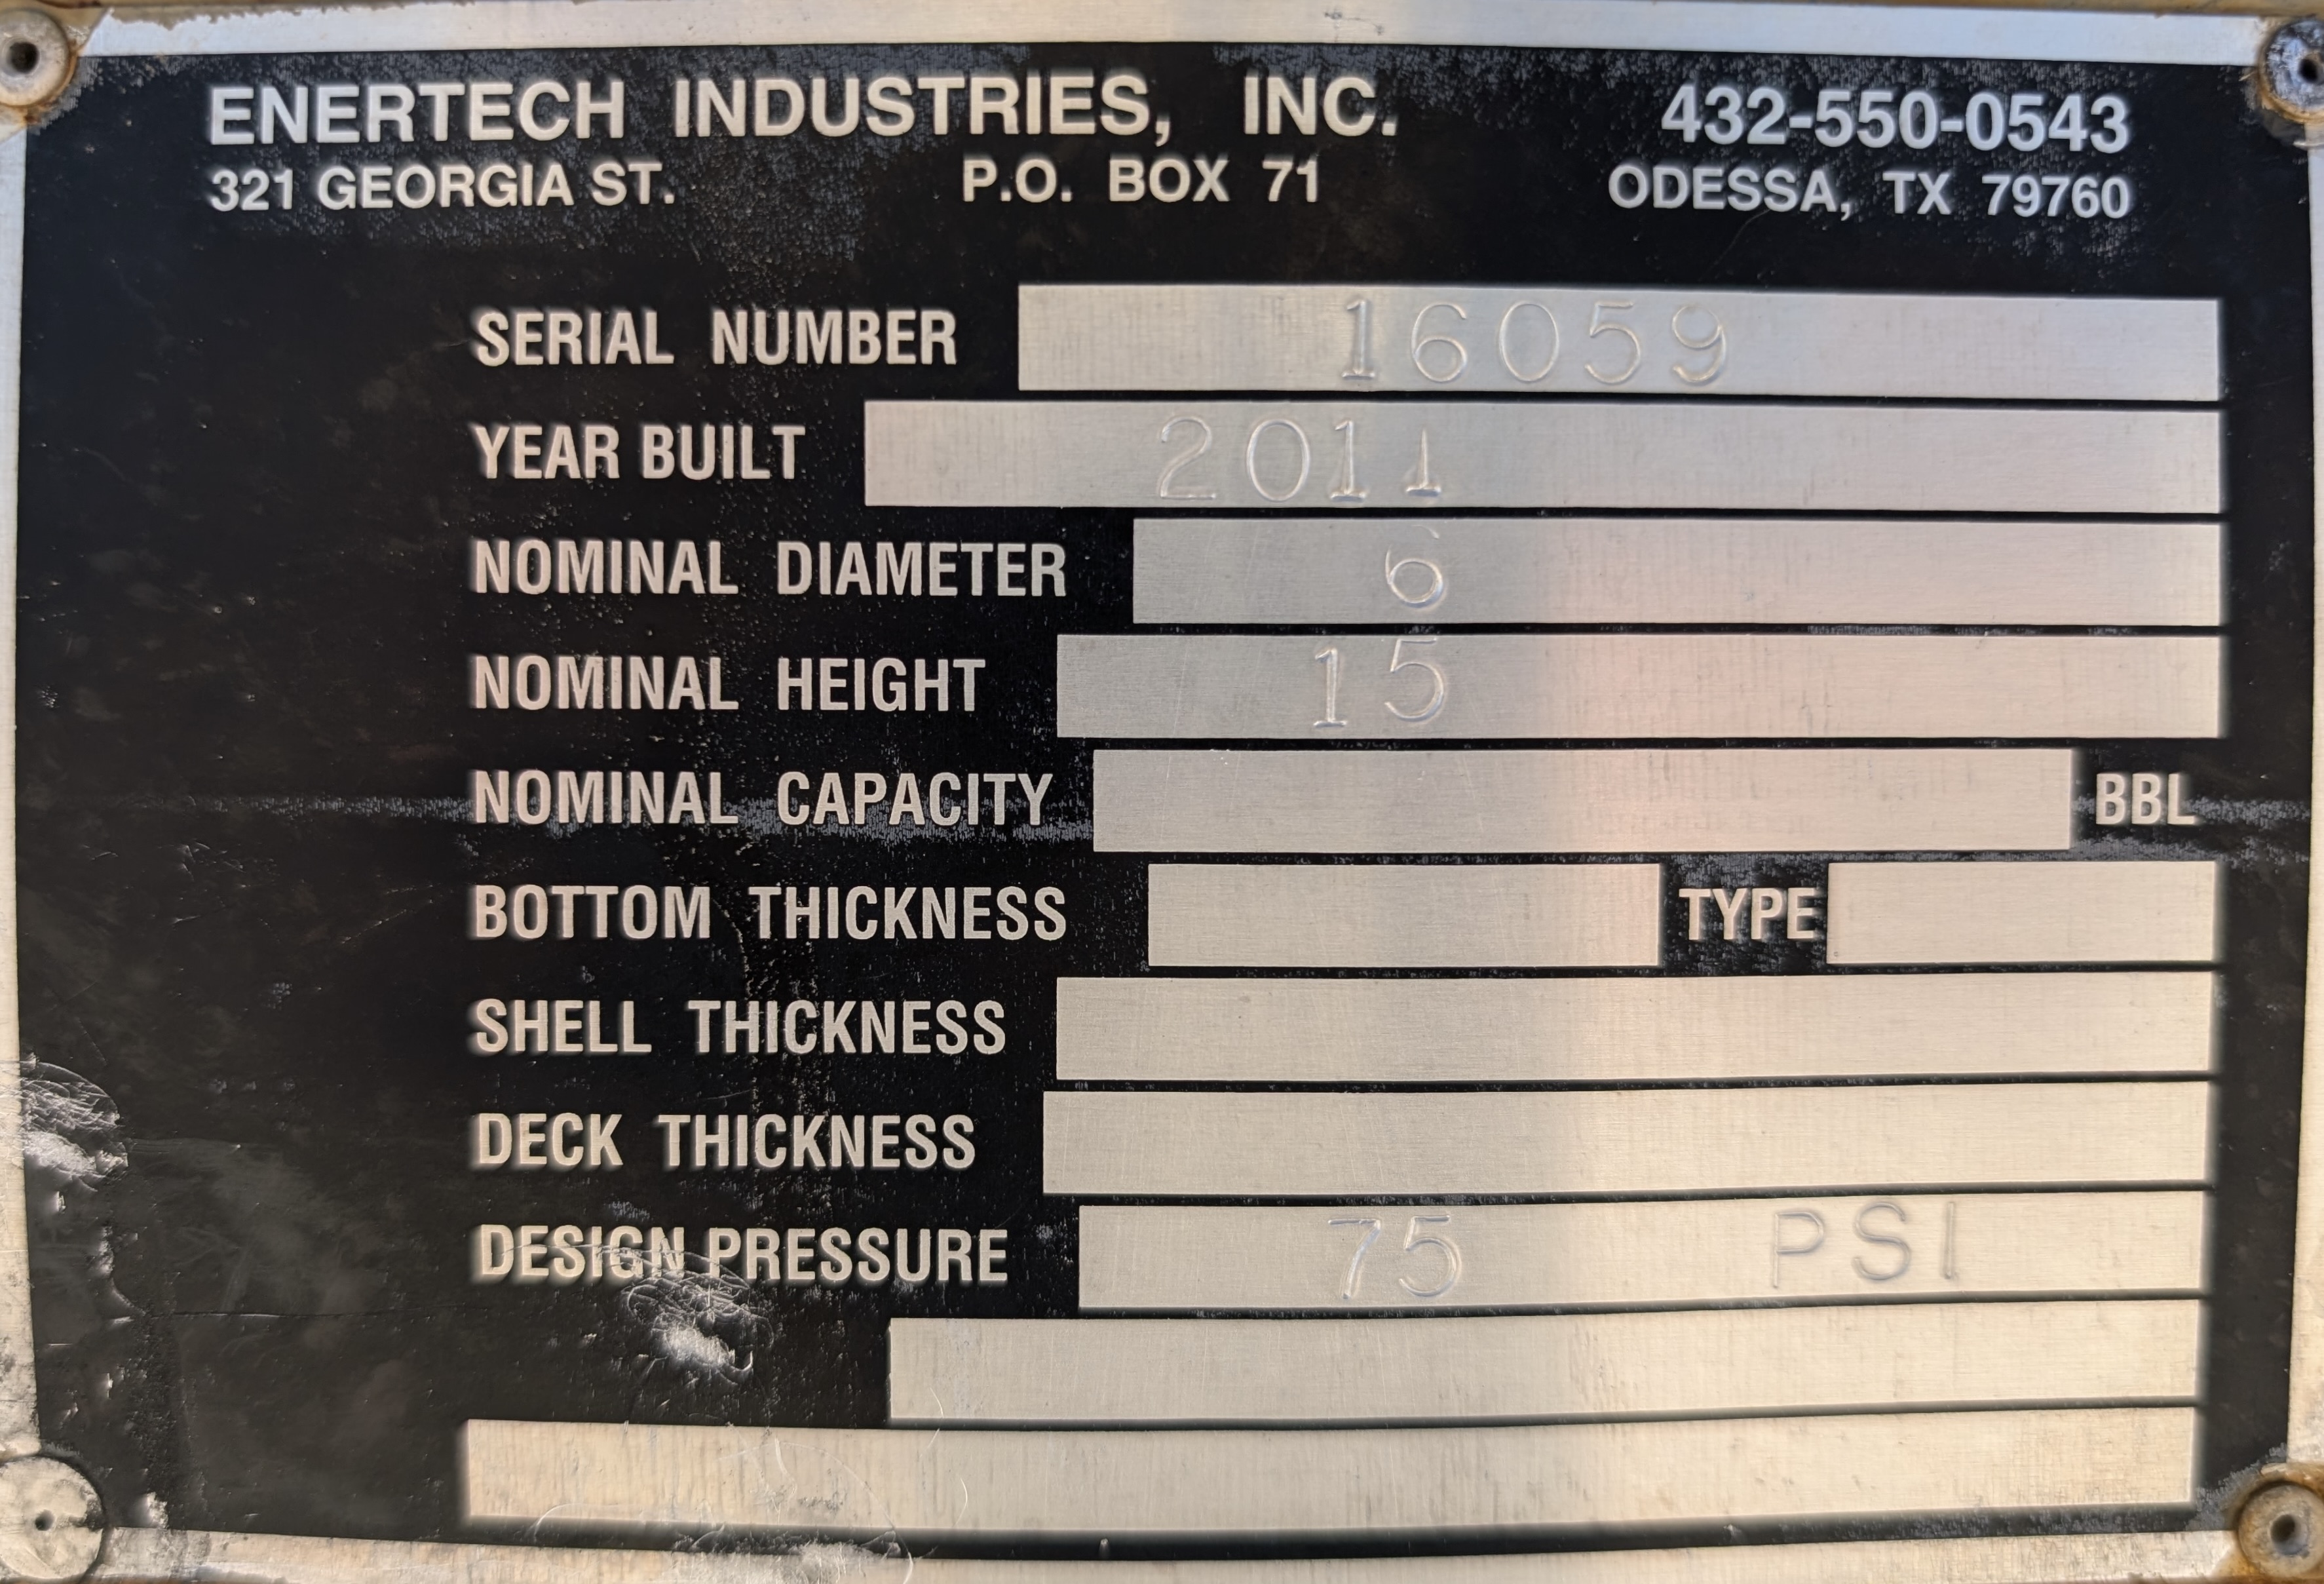 ENERTECH INDUSTRIES, INC. 432-550-0543
321 GEORGIA ST. P.O. BOX 71 ODESSA, TX 79760
SERIAL NUMBER 16059
YEAR BUILT 2011
NOMINAL DIAMETER 6
NOMINAL HEIGHT 15
NOMINAL CAPACITY BBL
BOTTOM THICKNESS TYPE
SHELL THICKNESS
DECK THICKNESS
DESIGN PRESSURE 75 PSI